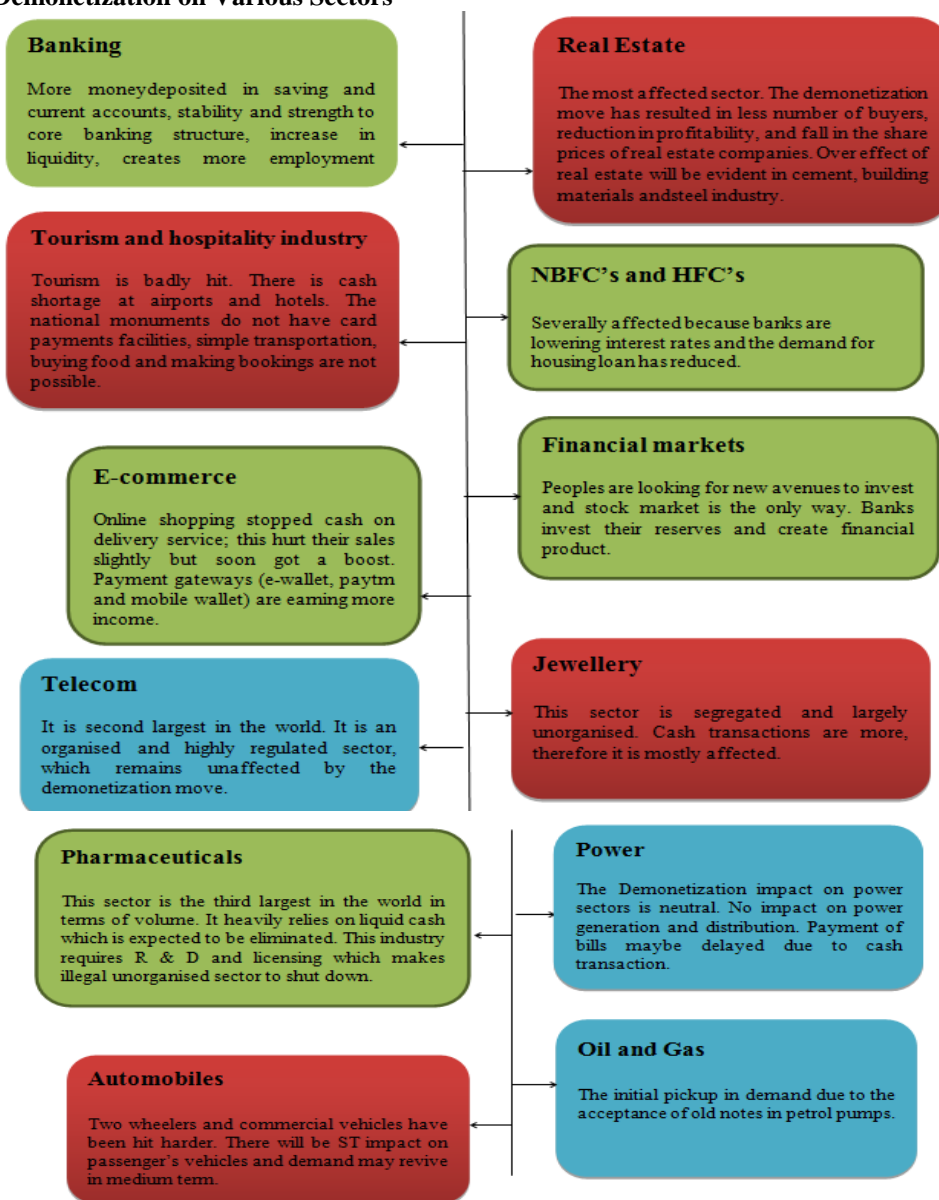 Demonetization on Various Sectors
Banking
More moneydeposited in saving and
current accounts, stability and strength to
core banking structure, increase in
liquidity, creates more employment
Real Estate
The most affected sector. The demonetization
move has resulted in less number of buyers,
reduction in profitability, and fall in the share
prices of real estate companies. Over effect of
real estate will be evident in cement, building
materials andsteel industry.
Tourism and hospitality industry
Tourism is badly hit. There is cash
shortage at airports and hotels. The
national monuments do not have card
payments facilities, simple transportation,
buying food and making bookings are not
possible.
NBFC's and HFC's
Severally affected because banks are
lowering interest rates and the demand for
housing loan has reduced.
E-commerce
Online shopping stopped cash on
delivery service; this hurt their sales
slightly but soon got a boost.
Payment gateways (e-wallet, paytm
and mobile wallet) are earning more
income.
Financial markets
Peoples are looking for new avenues to invest
and stock market is the only way. Banks
invest their reserves and create financial
product.
Telecom
It is second largest in the world. It is an
organised and highly regulated sector,
which remains unaffected by the
demonetization move.
Jewellery
This sector is segregated and largely
unorganised. Cash transactions are more,
therefore it is mostly affected.
Pharmaceuticals
This sector is the third largest in the world in
terms of volume. It heavily relies on liquid cash
which is expected to be eliminated. This industry
requires R & D and licensing which makes
illegal unorganised sector to shut down.
Power
The Demonetization impact on power
sectors is neutral. No impact on power
generation and distribution. Payment of
bills maybe delayed due to cash
transaction.
Automobiles
Two wheelers and commercial vehicles have
been hit harder. There will be ST impact on
passenger's vehicles and demand may revive
in medium term.
Oil and Gas
The initial pickup in demand due to the
acceptance of old notes in petrol pumps.